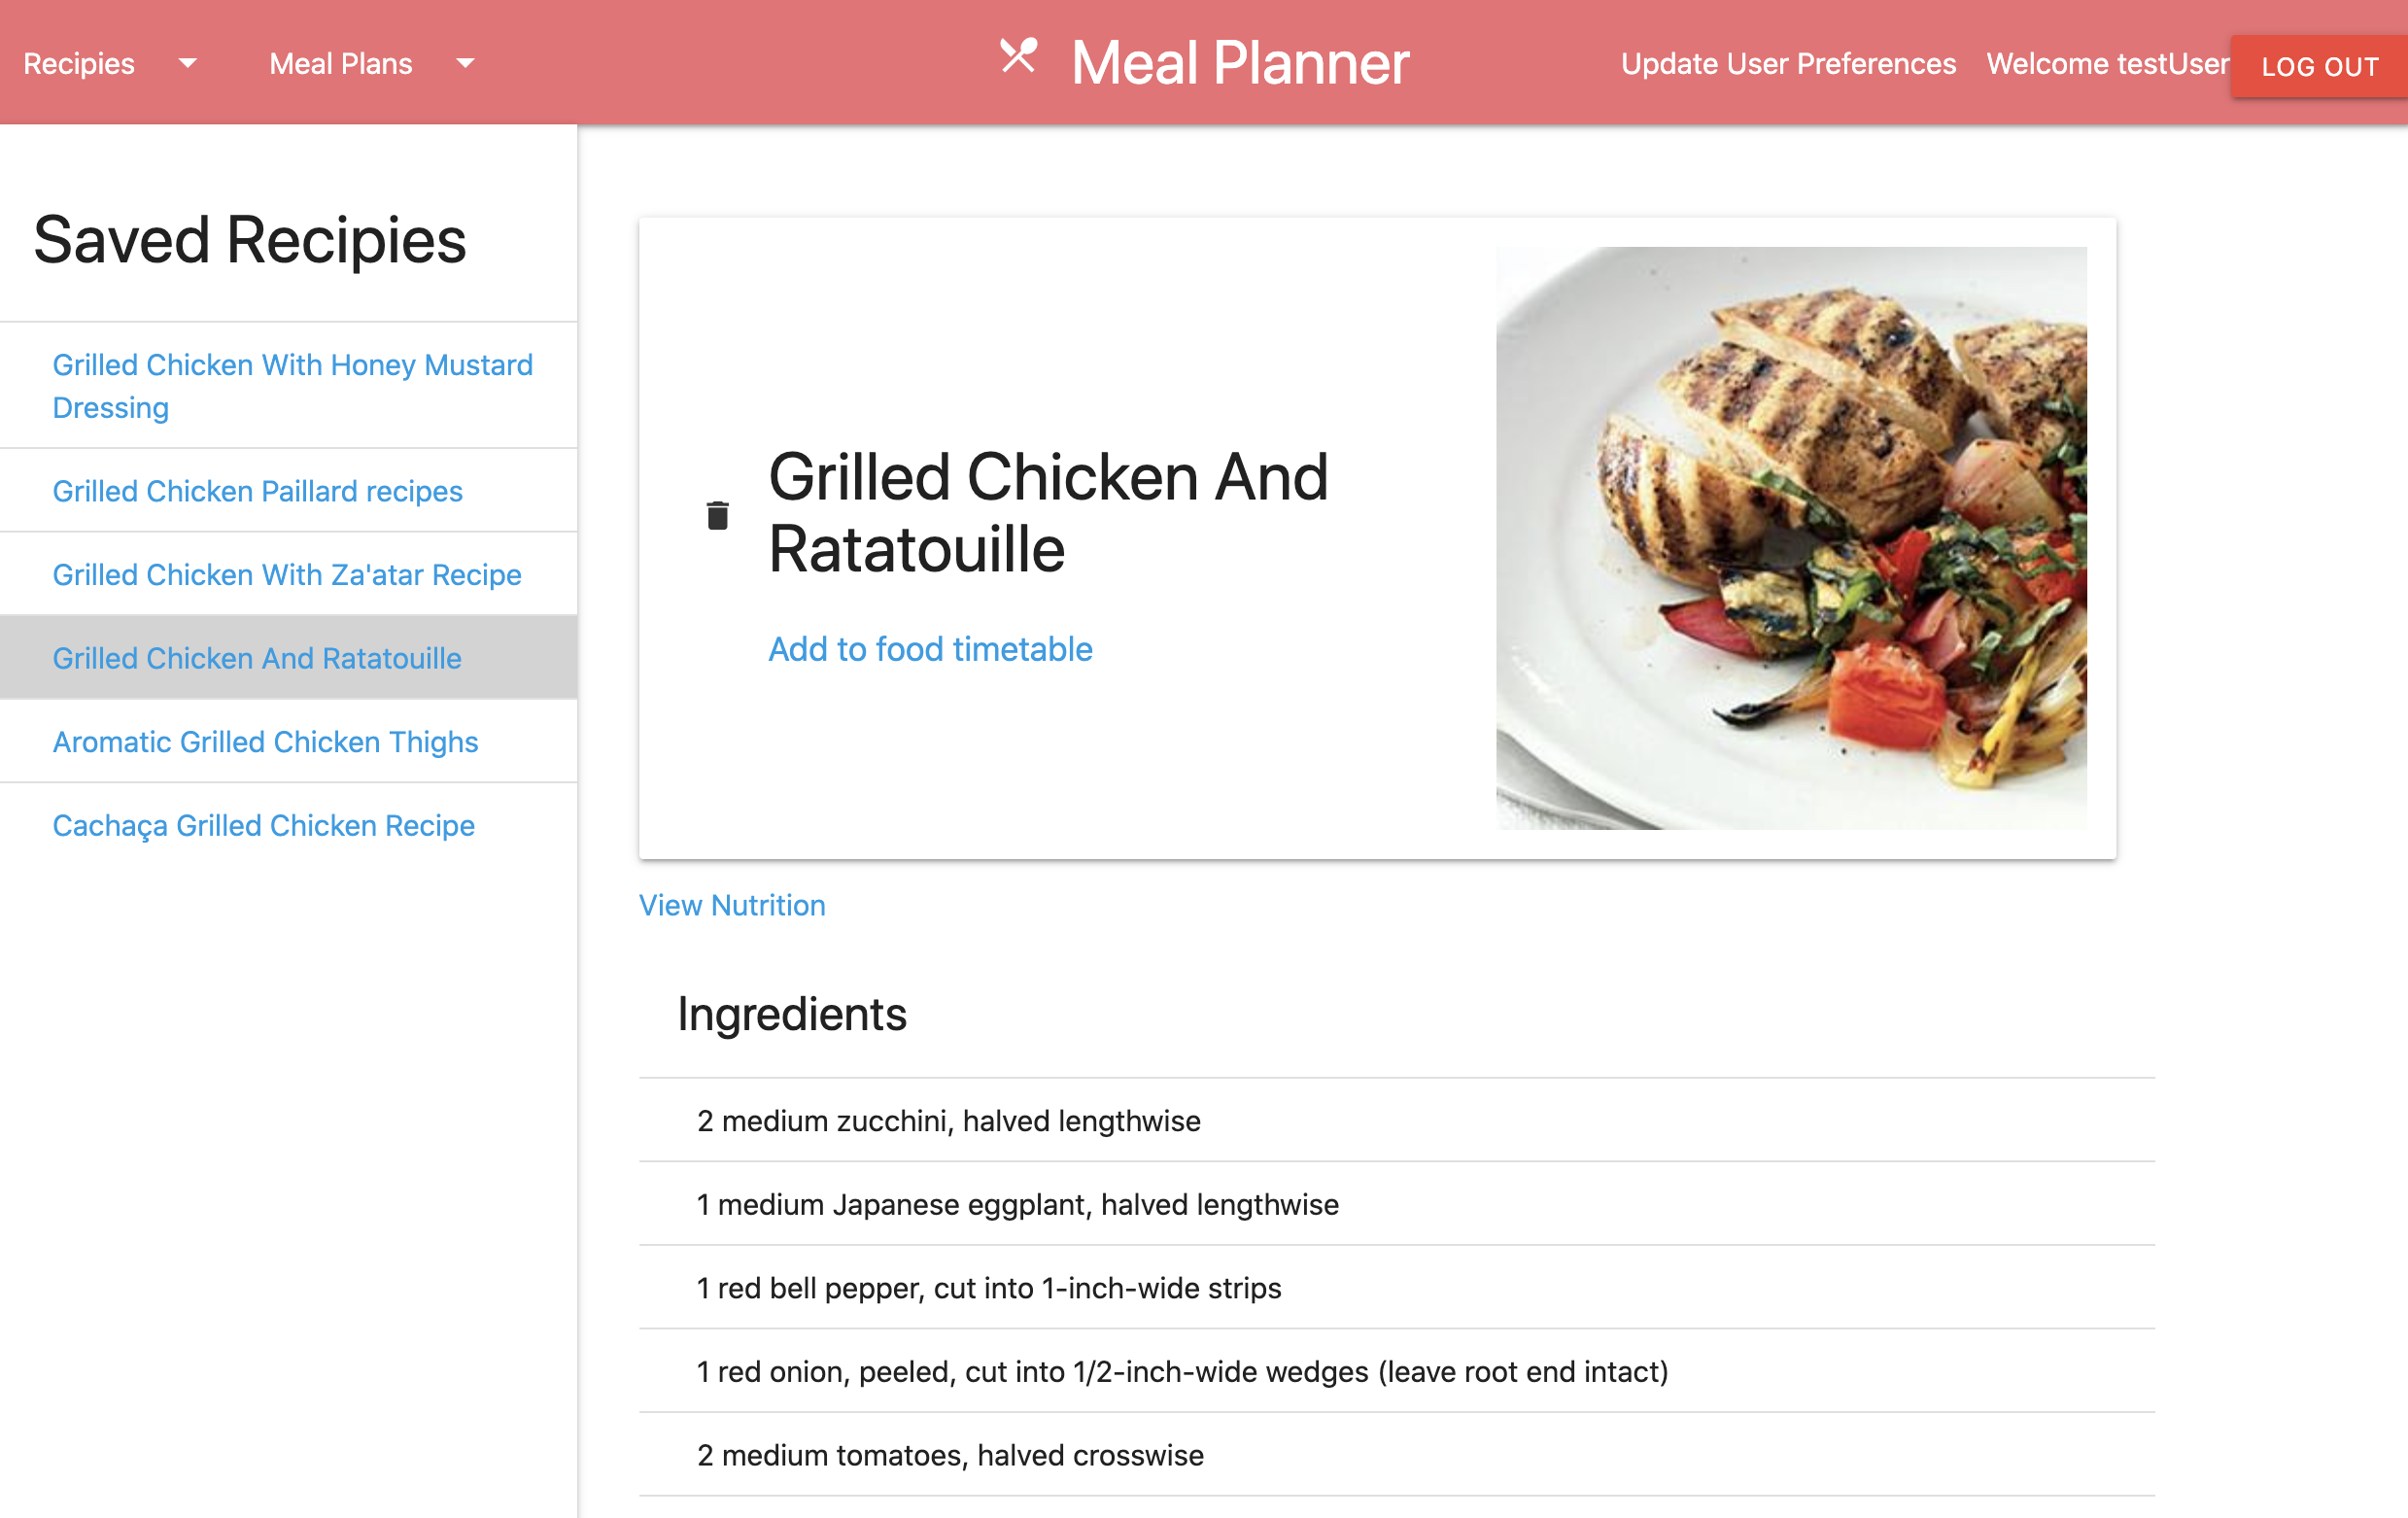 Recipies
Meal Plans
Meal Planner
Update User Preferences
Welcome testUser
LOG OUT
Saved Recipies
Grilled Chicken With Honey Mustard
Dressing
Grilled Chicken Paillard recipes
Grilled Chicken With Za'atar Recipe
Grilled Chicken And Ratatouille
Aromatic Grilled Chicken Thighs
Cachaça Grilled Chicken Recipe
Grilled Chicken And
Ratatouille
Add to food timetable
View Nutrition
Ingredients
2 medium zucchini, halved lengthwise
1 medium Japanese eggplant, halved lengthwise
1 red bell pepper, cut into 1-inch-wide strips
1 red onion, peeled, cut into 1/2-inch-wide wedges (leave root end intact)
2 medium tomatoes, halved crosswise